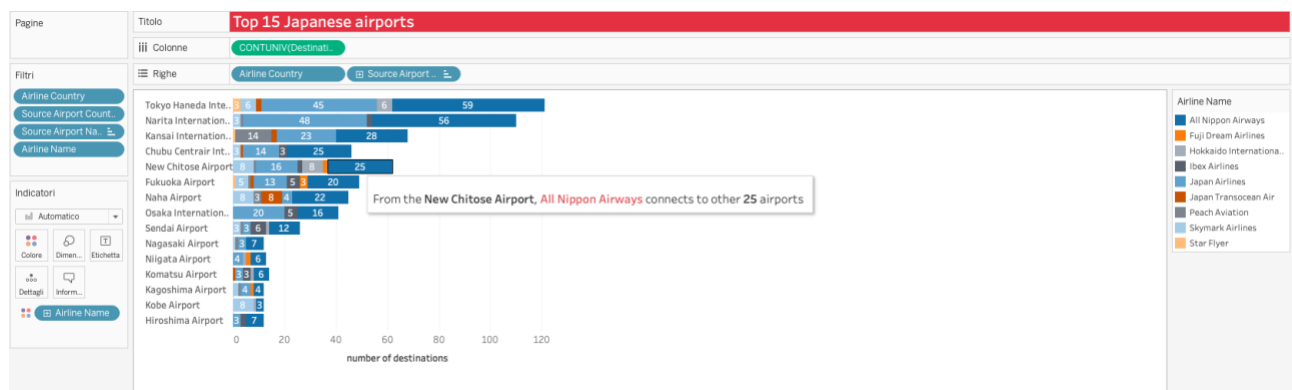 Pagine
Titolo
Top 15 Japanese airports
Colonne
CONTUNIV(Destinati..
Filtri
Airline Country
Source Airport Count..
Source Airport Na..
Airline Name
Righe
Airline Country
Source Airport ..
Indicatori
Automatico
Colore
Dimen...
Etichetta
Dettagli
Inform...
Airline Name
Tokyo Haneda Inte.. 3 6 45 6 59
Narita Internation.. 3 48 56
Kansai Internation.. 14 23 28
Chubu Centrair Int.. 3 14 3 25
New Chitose Airport 8 16 8 25
Fukuoka Airport 5 13 5 3 20
Naha Airport 8 3 8 4 22
Osaka Internation.. 20 5 16
Sendai Airport 3 3 6 12
Nagasaki Airport 3 7
Niigata Airport 4 6
Komatsu Airport 3 3 6
Kagoshima Airport 4 4
Kobe Airport 8 3
Hiroshima Airport 3 7
From the New Chitose Airport, All Nippon Airways connects to other 25 airports
0 20 40 60 80 100 120
number of destinations
Airline Name
All Nippon Airways
Fuji Dream Airlines
Hokkaido Internationa..
Ibex Airlines
Japan Airlines
Japan Transocean Air
Peach Aviation
Skymark Airlines
Star Flyer